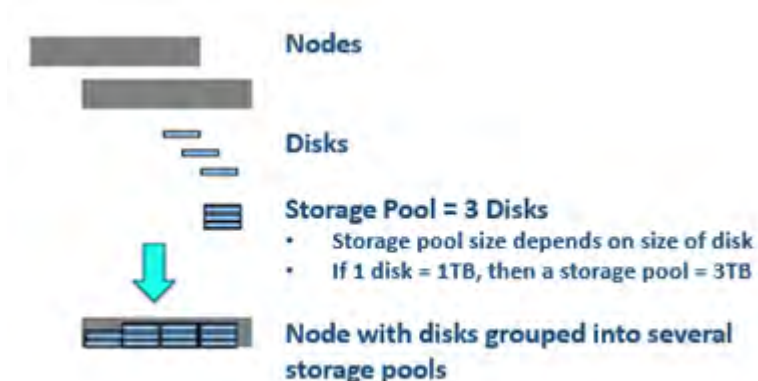 Nodes
Disks
Storage Pool = 3 Disks
• Storage pool size depends on size of disk
• If 1 disk = 1TB, then a storage pool = 3TB
Node with disks grouped into several
storage pools